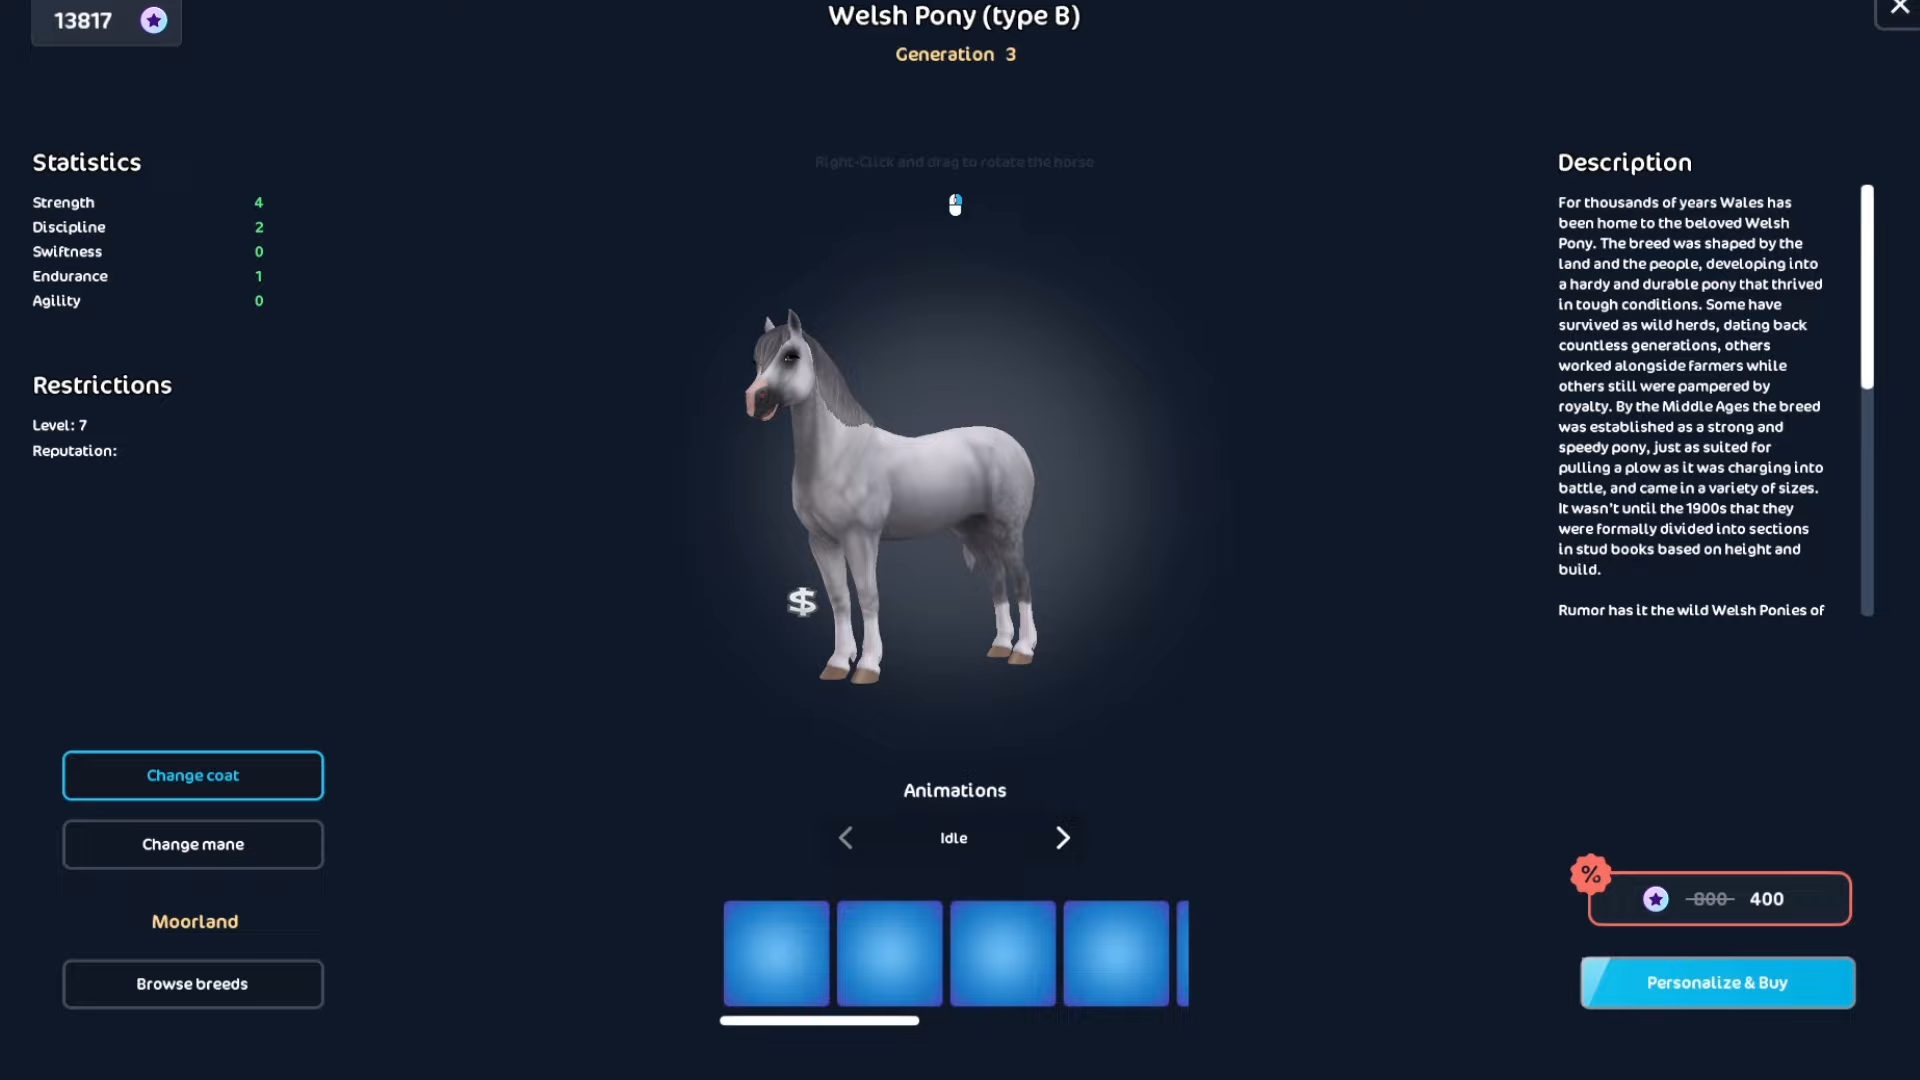 13817
Welsh Pony (type B)
Generation 3
Statistics
Strength 4
Discipline 2
Swiftness 0
Endurance 1
Agility 0
Restrictions
Level: 7
Reputation:
Right-Click and drag to rotate the horse
$
Description
For thousands of years Wales has
been home to the beloved Welsh
Pony. The breed was shaped by the
land and the people, developing into
a hardy and durable pony that thrived
in tough conditions. Some have
survived as wild herds, dating back
countless generations, others
worked alongside farmers while
others still were pampered by
royalty. By the Middle Ages the breed
was established as a strong and
speedy pony, just as suited for
pulling a plow as it was charging into
battle, and came in a variety of sizes.
It wasn't until the 1900s that they
were formally divided into sections
in stud books based on height and
build.
Rumor has it the wild Welsh Ponies of
Change coat
Change mane
Moorland
Browse breeds
Animations
Idle
%
800 400
Personalize & Buy